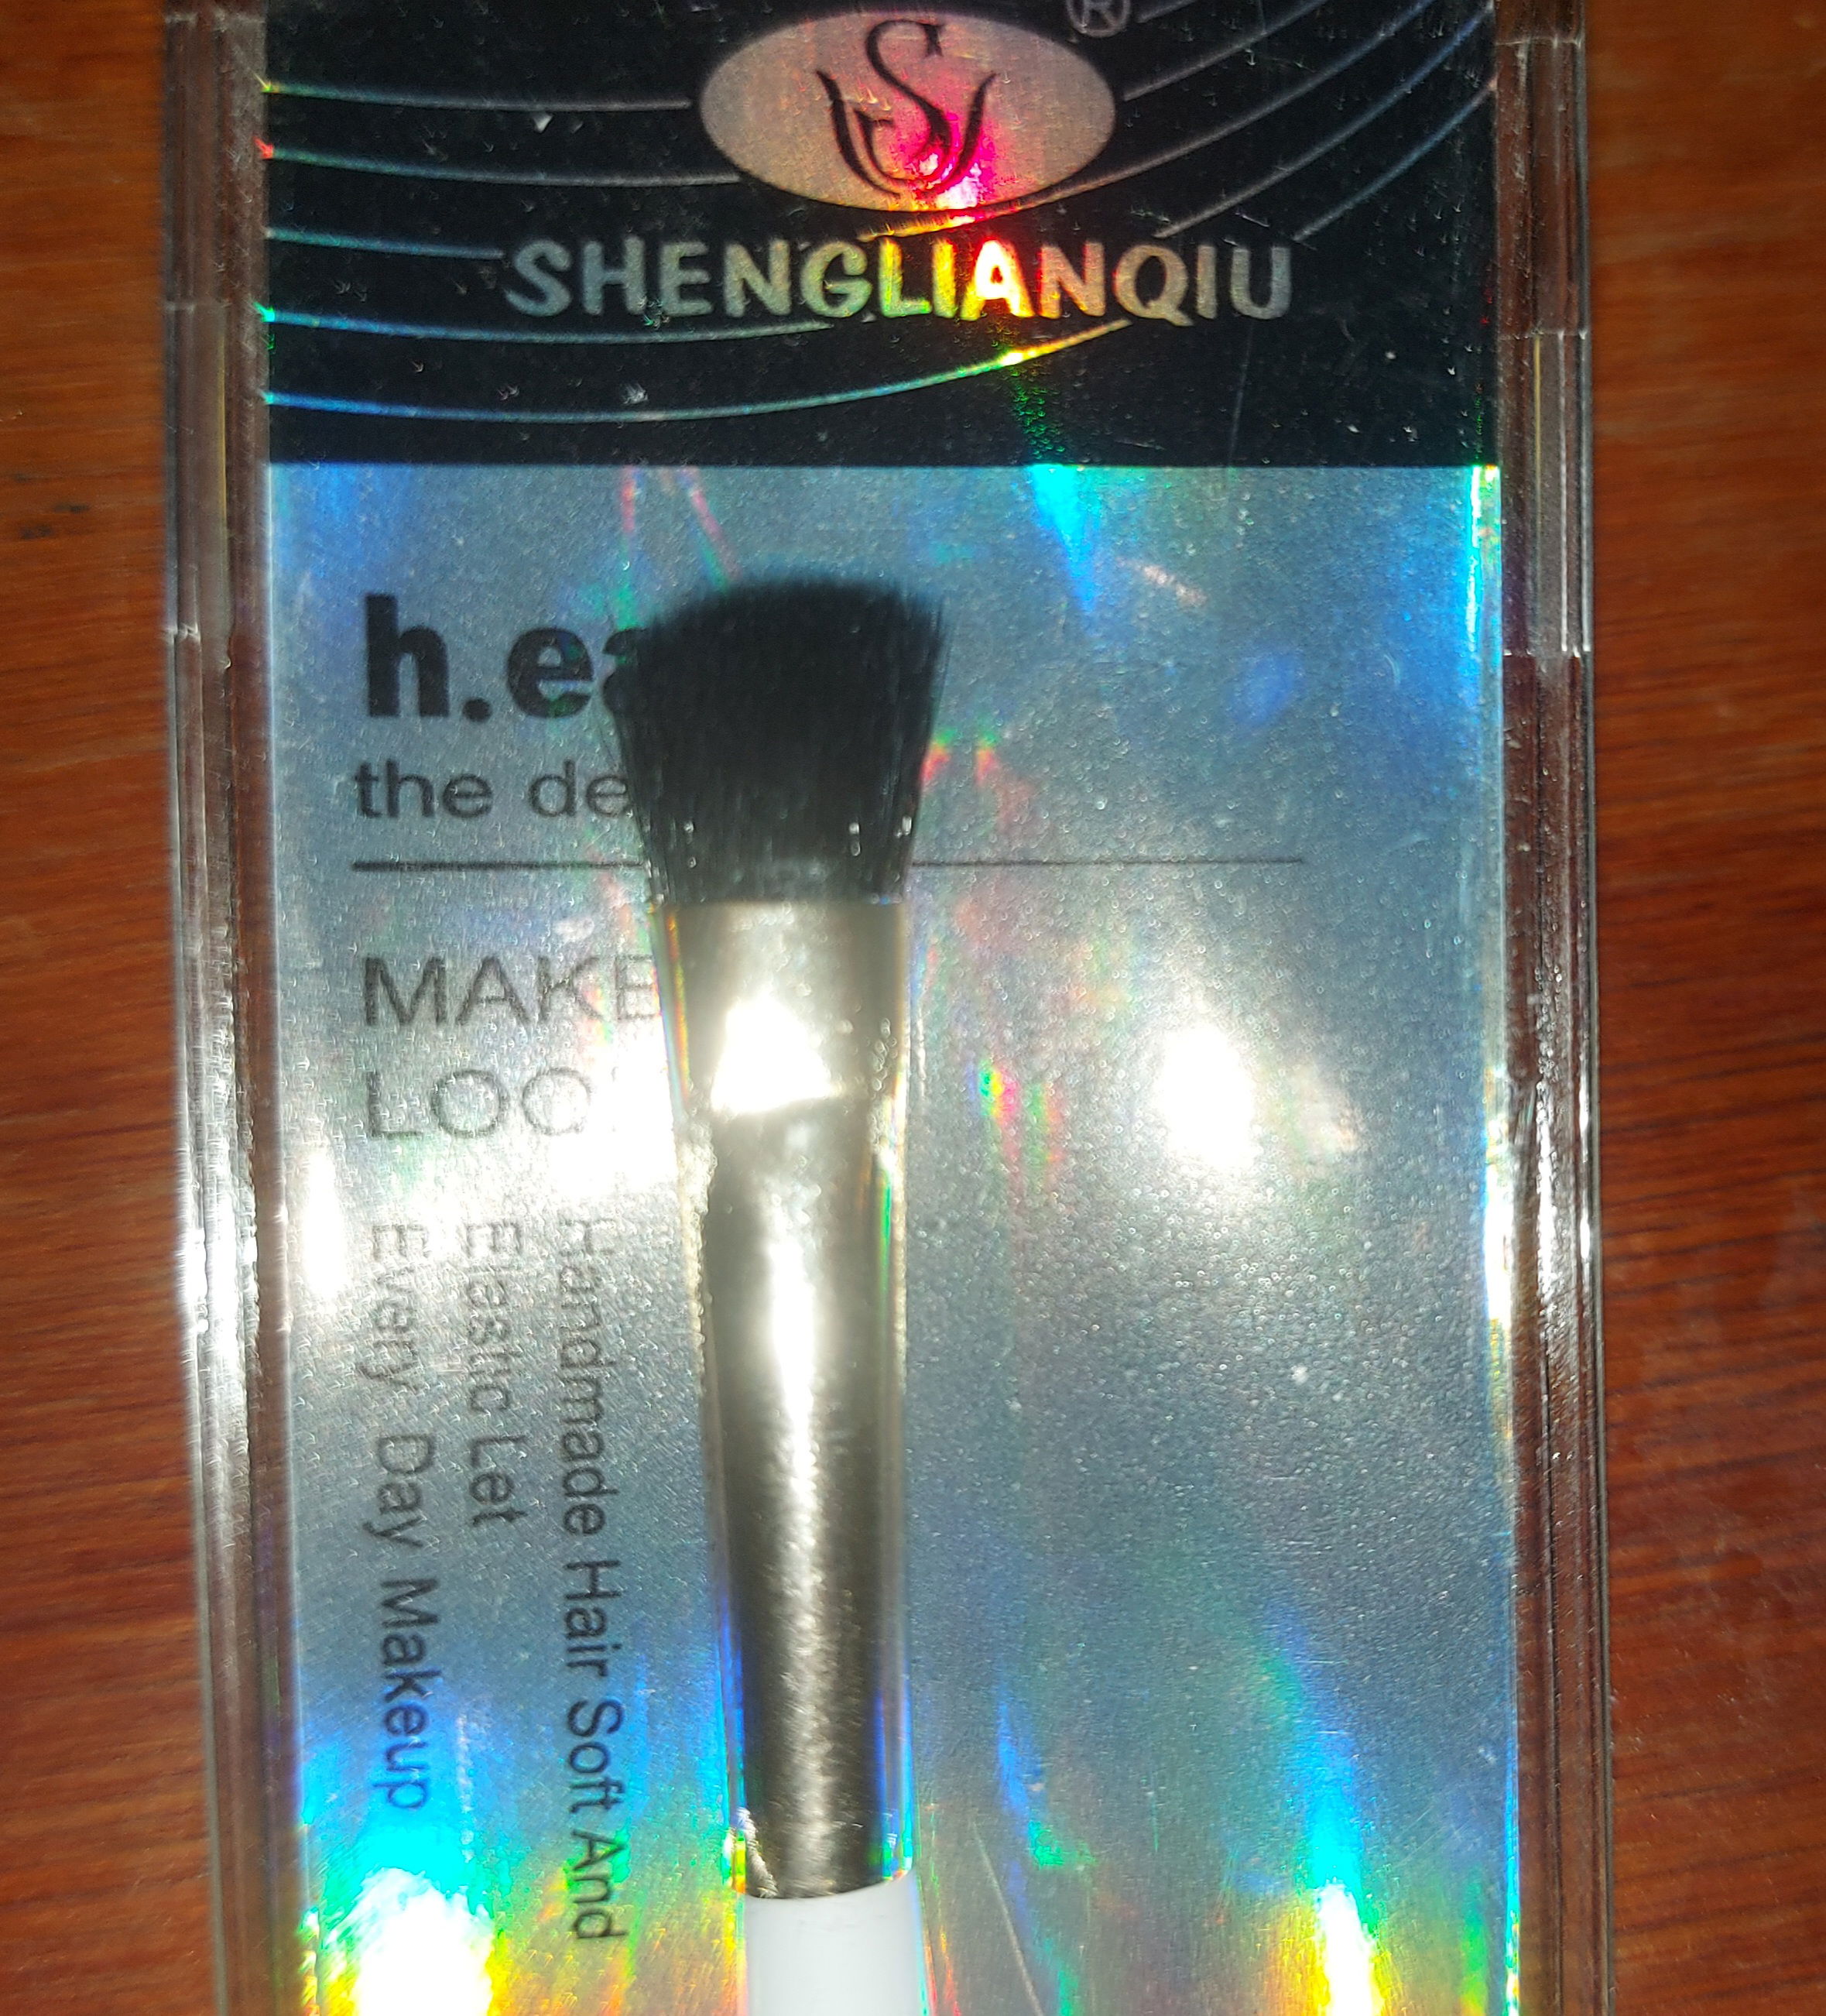 ®
SHENGLIANQIU
h.ea
the de
MAKE
LOO
Handmade Hair Soft And
Elastic Let
Every Day Makeup